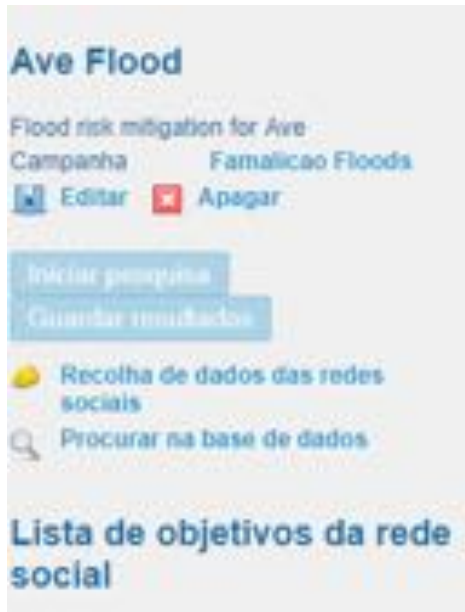 Ave Flood
Flood risk mitigation for Ave
Campanha Famalicao Floods
Editar Apagar
Iniciar pesquisa
Guardar resultados
Recolha de dados das redes
sociais
Procurar na base de dados
Lista de objetivos da rede
social